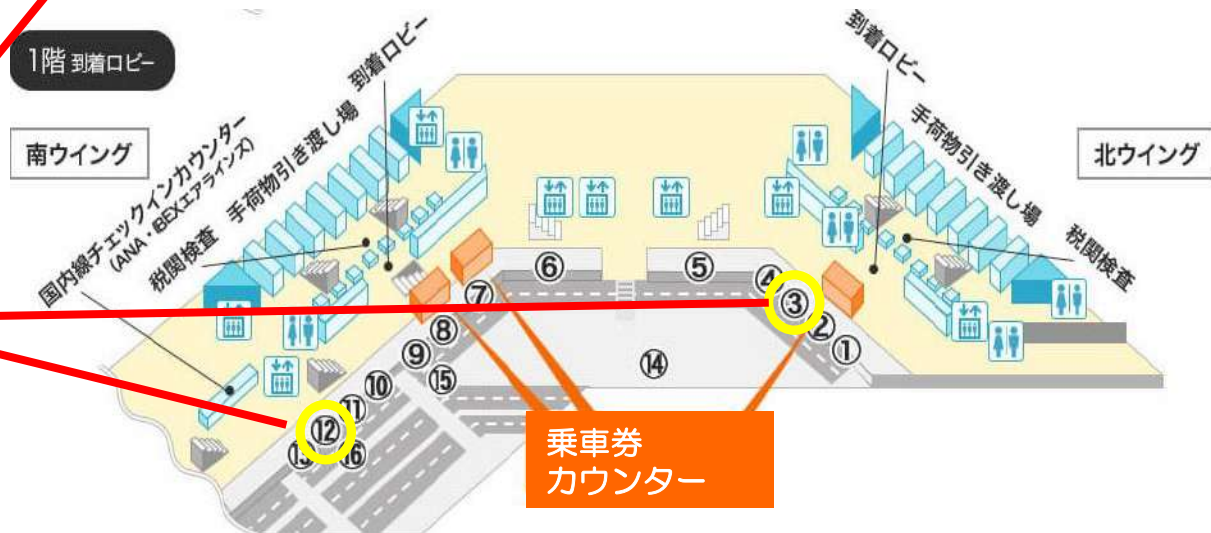 1階 到着ロビー
南ウイング
国内線チェックインカウンター
(ANA・IBEXエアラインズ)
税関検査
手荷物引き渡し場
到着ロビー
到着ロビー
手荷物引き渡し場
税関検査
北ウイング
⑥
⑤
④
③
②
①
⑦
⑧
⑨
⑩
⑪
⑫
⑬
⑭
⑮
⑯
乗車券
カウンター